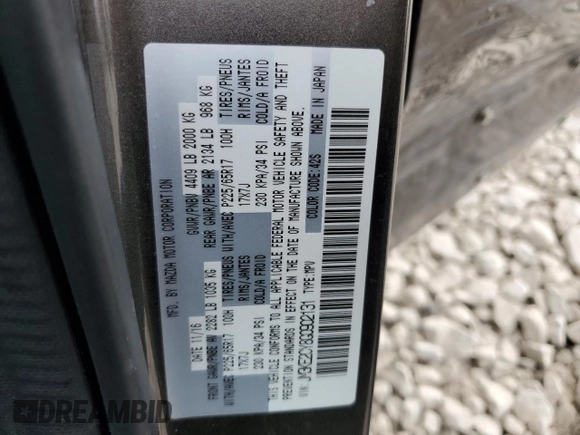 MFD. BY MAZDA MOTOR CORPORATION
DATE 11/16 GVWR/PNBV 4409 LB 2000 KG
FRONT GAWR/PNBE AV 2282 LB 1035 KG REAR GAWR/PNBE AR 2134 LB 968 KG
WITH/AVEC P225/65R17 100H TIRES/PNEUS WITH/AVEC P225/65R17 100H TIRES/PNEUS
17X7J RIMS/JANTES 17X7J RIMS/JANTES
230 KPA/34 PSI COLD/A FROID 230 KPA/34 PSI COLD/A FROID
THIS VEHICLE CONFORMS TO ALL APPLICABLE FEDERAL MOTOR VEHICLE SAFETY AND THEFT
PREVENTION STANDARDS IN EFFECT ON THE DATE OF MANUFACTURE SHOWN ABOVE.
VIN: TYPE:MPV COLOR CODE:42S MADE IN JAPAN
DREAMBID